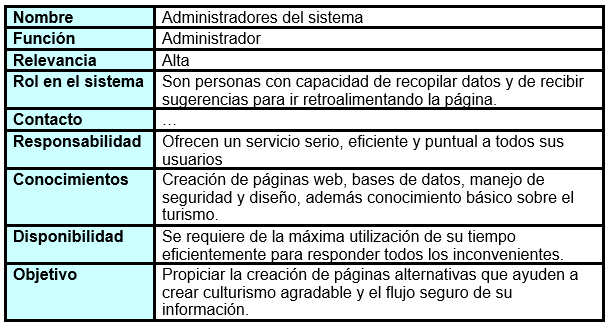 Nombre Administradores del sistema
Función Administrador
Relevancia Alta
Rol en el sistema Son personas con capacidad de recopilar datos y de recibir
sugerencias para ir retroalimentando la página.
Contacto …
Responsabilidad Ofrecen un servicio serio, eficiente y puntual a todos sus
usuarios
Conocimientos Creación de páginas web, bases de datos, manejo de
seguridad y diseño, además conocimiento básico sobre el
turismo.
Disponibilidad Se requiere de la máxima utilización de su tiempo
eficientemente para responder todos los inconvenientes.
Objetivo Propiciar la creación de páginas alternativas que ayuden a
crear culturismo agradable y el flujo seguro de su
información.